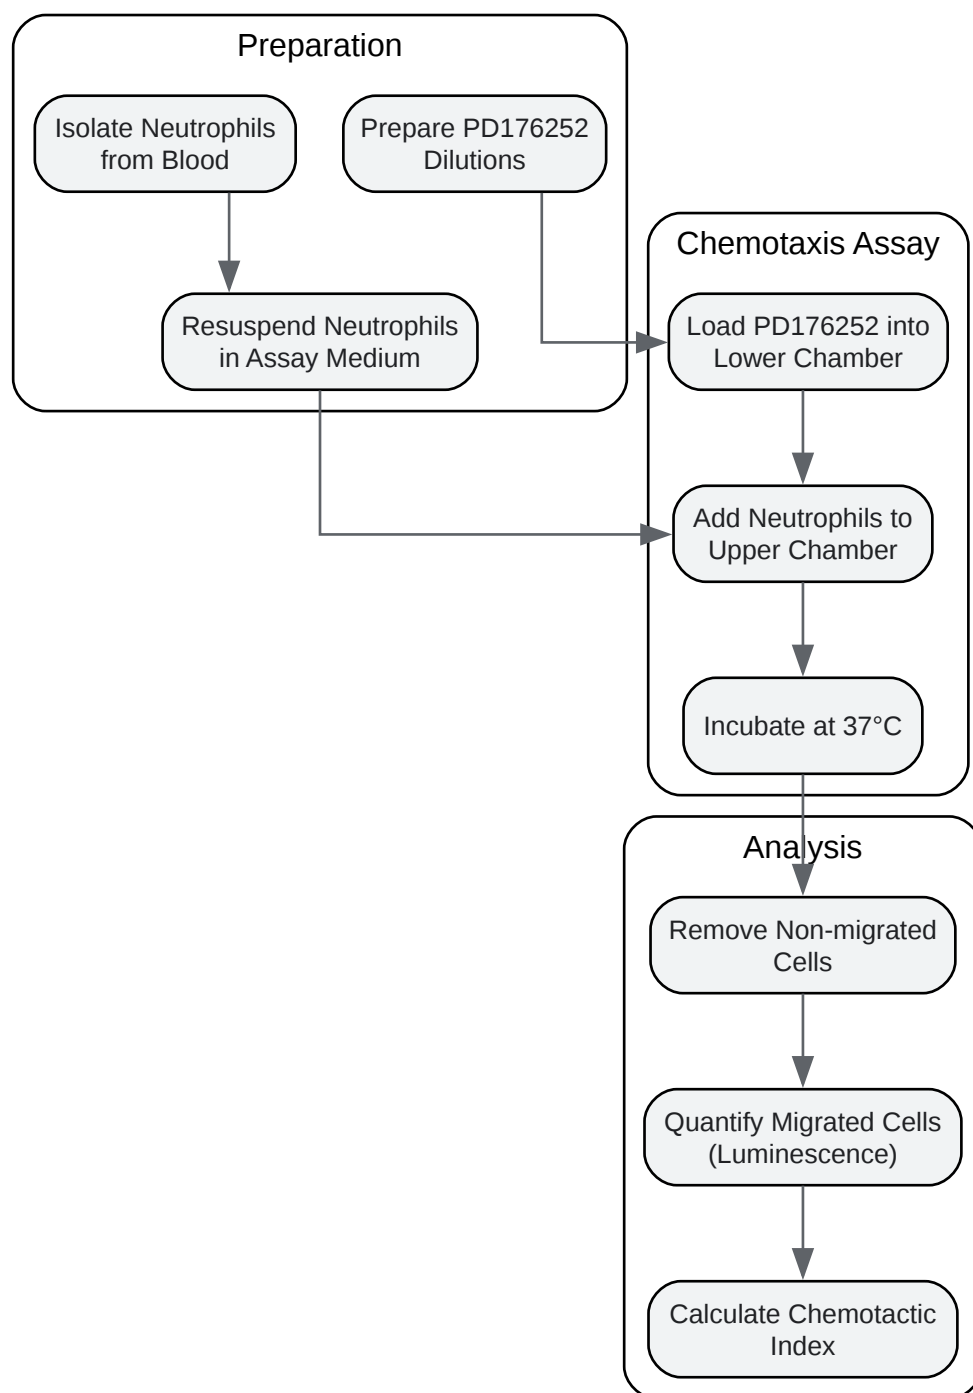 Preparation
Isolate Neutrophils
from Blood
Prepare PD176252
Dilutions
Resuspend Neutrophils
in Assay Medium
Chemotaxis Assay
Load PD176252 into
Lower Chamber
Add Neutrophils to
Upper Chamber
Incubate at 37°C
Analysis
Remove Non-migrated
Cells
Quantify Migrated Cells
(Luminescence)
Calculate Chemotactic
Index